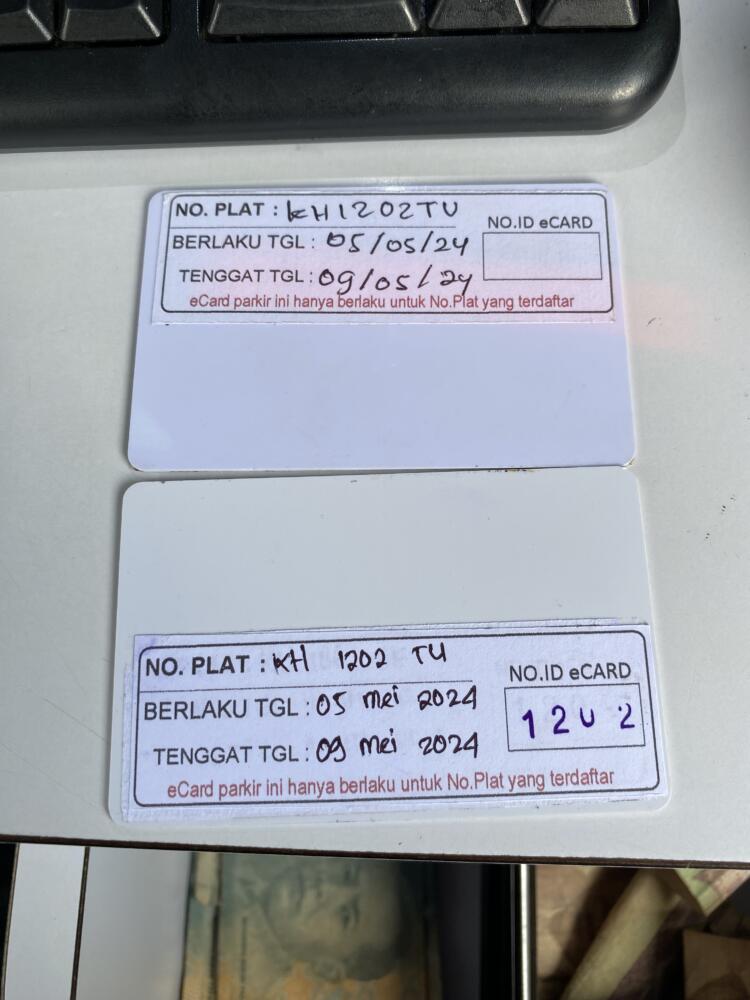 NO. PLAT : KH1202TU
NO.ID eCARD
BERLAKU TGL : 05/05/24
TENGGAT TGL : 09/05/24
eCard parkir ini hanya berlaku untuk No.Plat yang terdaftar
NO. PLAT : KH 1202 TU
NO.ID eCARD
BERLAKU TGL : 05 mei 2024
1202
TENGGAT TGL : 09 mei 2024
eCard parkir ini hanya berlaku untuk No.Plat yang terdaftar